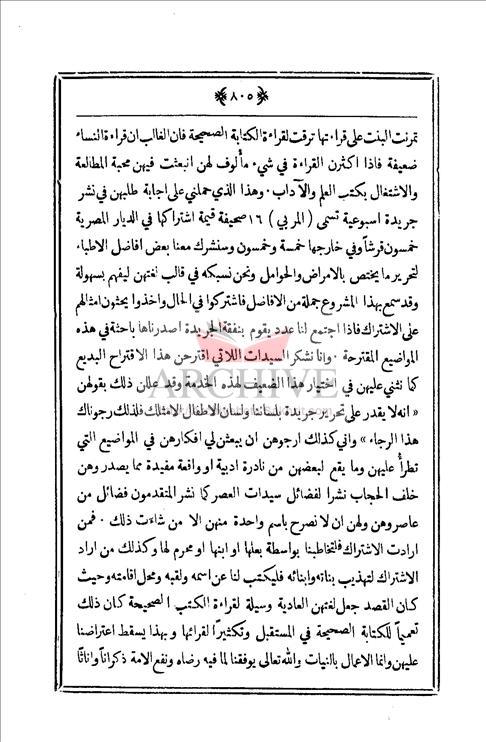 ٨٠٥
تمرنت البنت على قراءتها ترقت لقراءة الكتابة الصحيحة فان الغالب ان قراءة النساء
ضعيفة فاذا اكثرن القراءة في شيء مألوف لهن انبعثت فيهن محبة المطالعة
والاشتغال بكتب العلم والآداب . وهذا الذي حملني على اجابة طلبهن في نشر
جريدة اسبوعية تسمى ( المربي ) ١٦ صحيفة قيمة اشتراكها في الديار المصرية
خمسون قرشاً وفي خارجها خمسة وخمسون وسنشرك معنا بعض افاضل الاطباء
لتحرير ما يختص بالامراض والحوامل ونحن نسبكه في قالب لغتهن ليفهم بسهولة
وقد سمع بهذا المشروع جملة من الافاضل فاشتركوا في الحال واخذوا يحثون امثالهم
على الاشتراك فاذا اجتمع لنا عدد يقوم بنفقة الجريدة اصدرناها باحثة في هذه
المواضيع المقترحة . وانا نشكر السيدات اللاتي اقترحن هذا الاقتراح البديع
كما نثني عليهن في اختيار هذا الضعيف لهذه الخدمة وقد عللن ذلك بقولهن
« انه لا يقدر على تحرير جريدة بلساننا ولسان الاطفال الا مثلك فلذلك رجوناك
هذا الرجاء » واني كذلك ارجوهن ان يبعثن لي افكارهن في المواضيع التي
تطرأ عليهن وما يقع لبعضهن من نادرة ادبية او واقعة مفيدة مما يصدر وهن
خلف الحجاب نشرا لفضائل سيدات العصر كما نشر المتقدمون فضائل من
عاصروهن ولهن ان لا نصرح باسم واحدة منهن الا من شاءت ذلك . فمن
ارادت الاشتراك فلتخاطبنا بواسطة بعلها او ابنها او محرم لها وكذلك من اراد
الاشتراك لتهذيب بناته وابنائه فليكتب لنا عن اسمه ولقبه ومحل اقامته وحيث
كان القصد جعل لغتهن العادية وسيلة لقراءة الكتب الصحيحة كان ذلك
تعميماً للكتابة الصحيحة في المستقبل وتكثيرًا لقرائها وبهذا يسقط اعتراضنا
عليهن وانما الاعمال بالنيات والله تعالى يوفقنا لما فيه رضاه ونفع الامة ذكراناً واناثاً
ARCHIVE